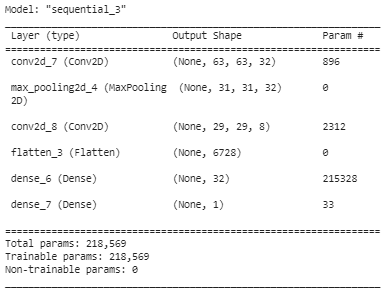 Model: "sequential_3"
Layer (type) Output Shape Param #
conv2d_7 (Conv2D) (None, 63, 63, 32) 896
max_pooling2d_4 (MaxPooling (None, 31, 31, 32) 0
2D)
conv2d_8 (Conv2D) (None, 29, 29, 8) 2312
flatten_3 (Flatten) (None, 6728) 0
dense_6 (Dense) (None, 32) 215328
dense_7 (Dense) (None, 1) 33
Total params: 218,569
Trainable params: 218,569
Non-trainable params: 0